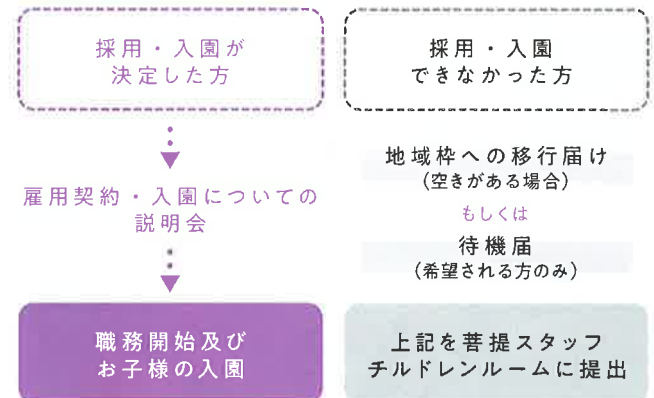 採用・入園が
決定した方
雇用契約・入園についての
説明会
職務開始及び
お子様の入園
採用・入園
できなかった方
地域枠への移行届け
(空きがある場合)
もしくは
待機届
(希望される方のみ)
上記を菩提スタッフ
チルドレンルームに提出